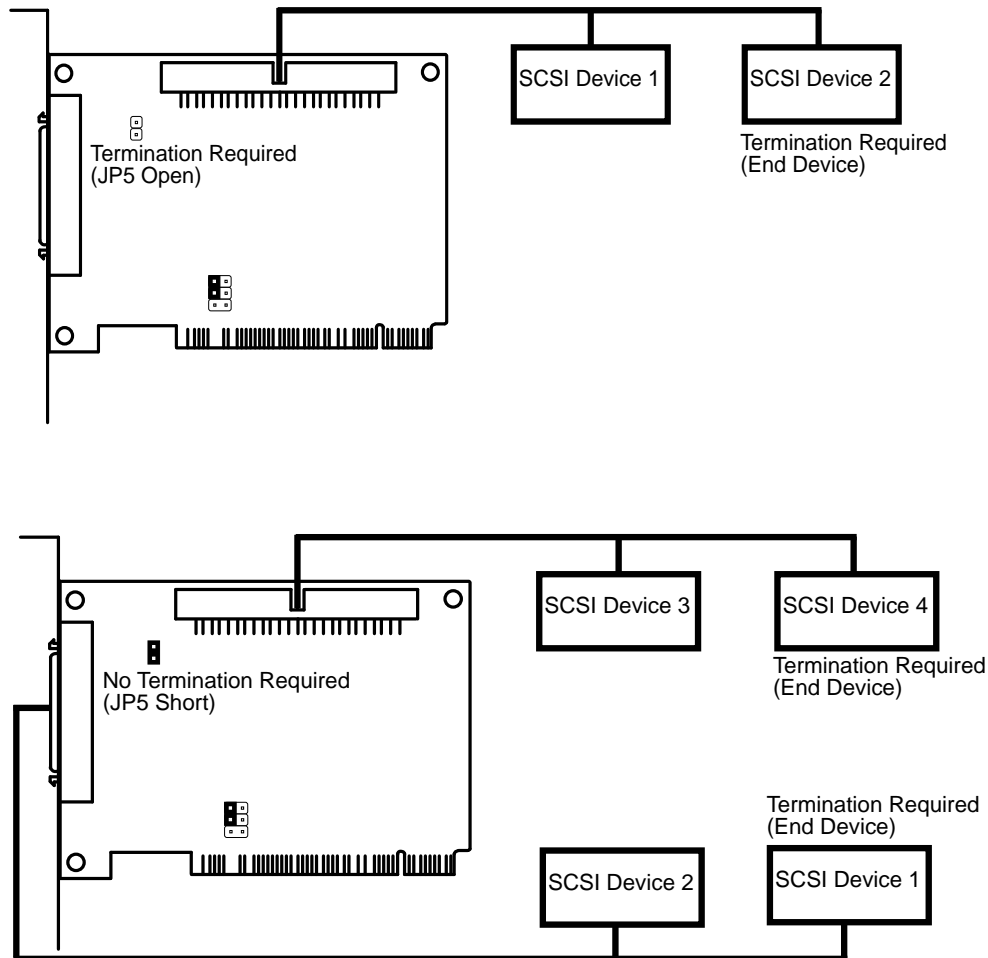 SCSI Device 1
SCSI Device 2
Termination Required
(End Device)
Termination Required
(JP5 Open)
SCSI Device 3
SCSI Device 4
Termination Required
(End Device)
No Termination Required
(JP5 Short)
Termination Required
(End Device)
SCSI Device 2
SCSI Device 1